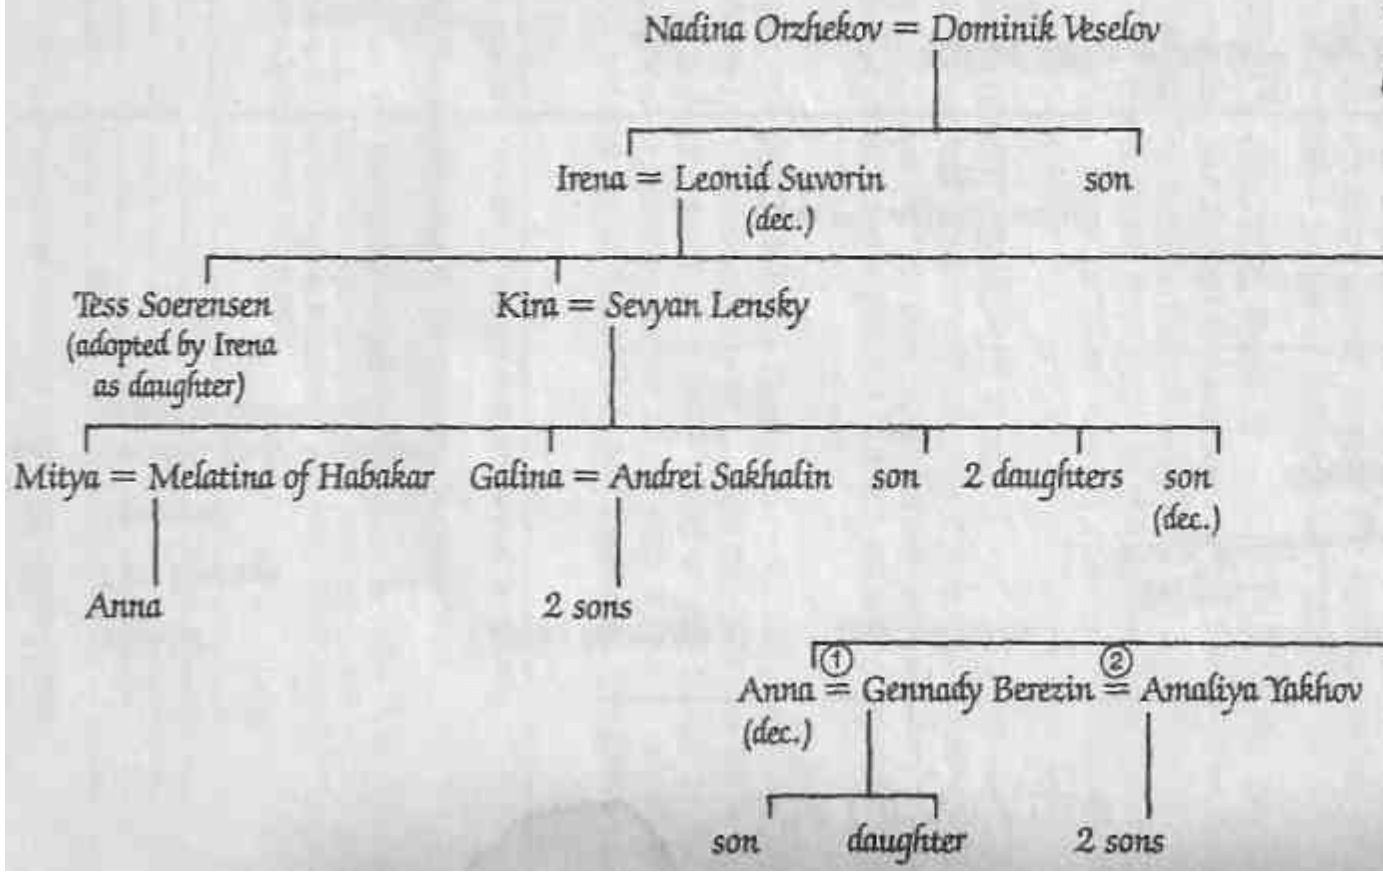 Nadina Orzhekov = Dominik Veselov
Irena = Leonid Suvorin
(dec.)
son
Tess Soerensen
(adopted by Irena
as daughter)
Kira = Sevyan Lensky
Mitya = Melatina of Habakar
Galina = Andrei Sakhalin
son
2 daughters
son
(dec.)
Anna
2 sons
Anna ① = Gennady Berezin ② = Amaliya Yakhov
(dec.)
son
daughter
2 sons